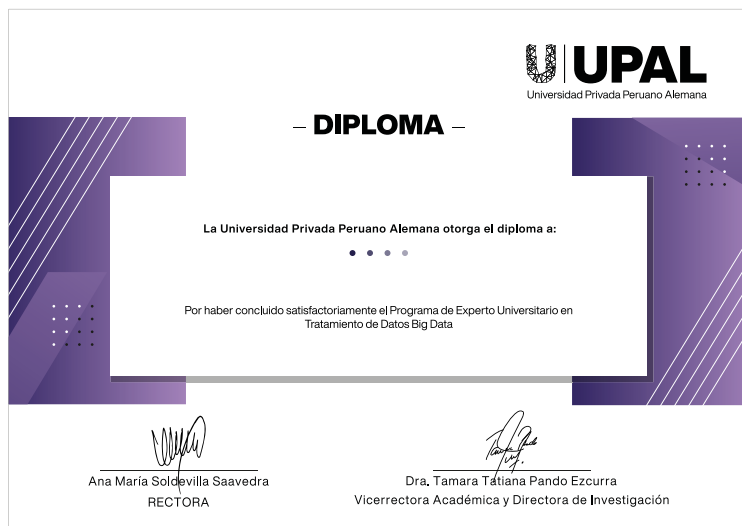 UPAL
Universidad Privada Peruano Alemana
– DIPLOMA –
La Universidad Privada Peruano Alemana otorga el diploma a:
Por haber concluido satisfactoriamente el Programa de Experto Universitario en
Tratamiento de Datos Big Data
Ana María Soldevilla Saavedra
RECTORA
Dra. Tamara Tatiana Pando Ezcurra
Vicerrectora Académica y Directora de Investigación